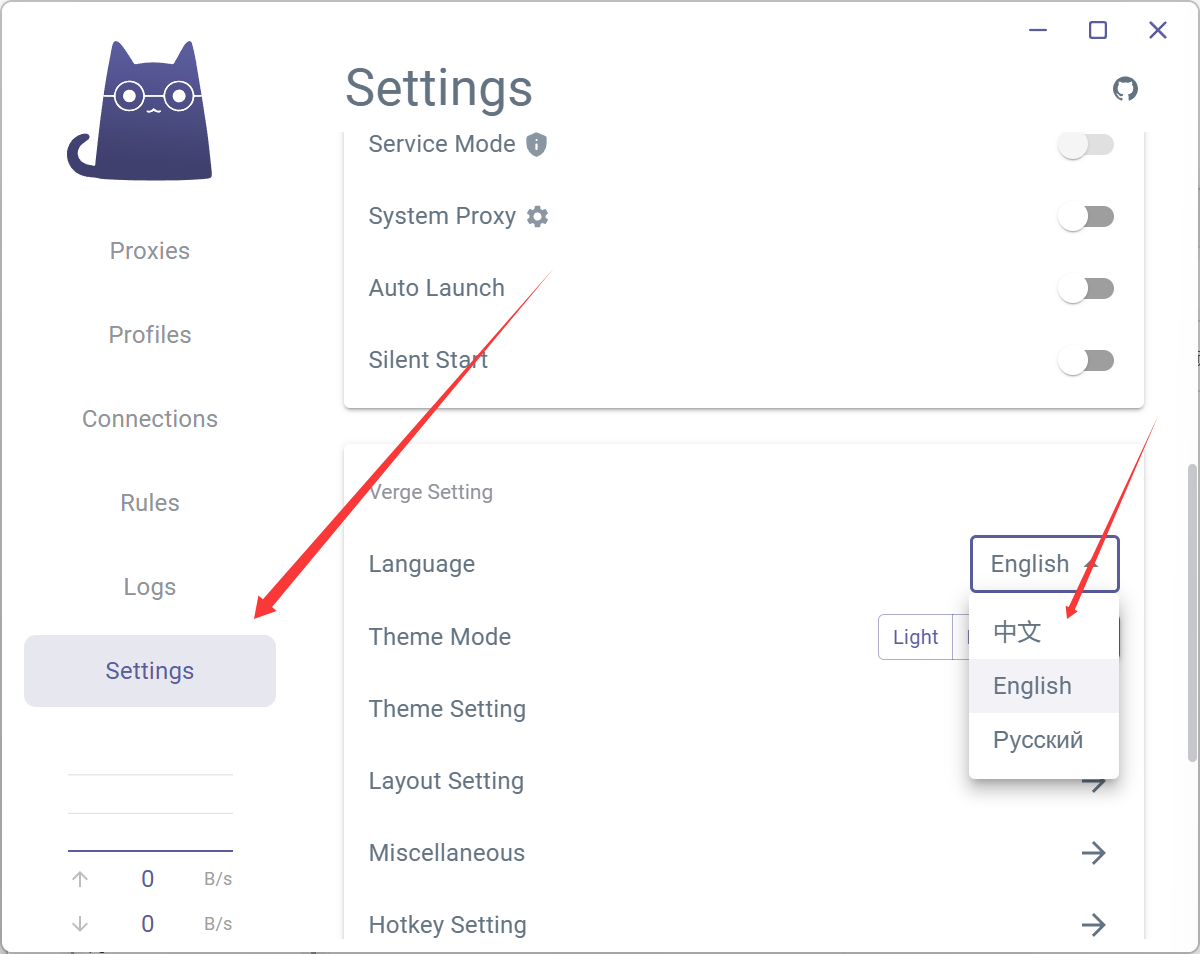 Settings
Proxies
Profiles
Connections
Rules
Logs
Settings
0 B/s
0 B/s
Service Mode
System Proxy
Auto Launch
Silent Start
Verge Setting
Language English
中文
English
Русский
Theme Mode Light
Theme Setting
Layout Setting
Miscellaneous
Hotkey Setting